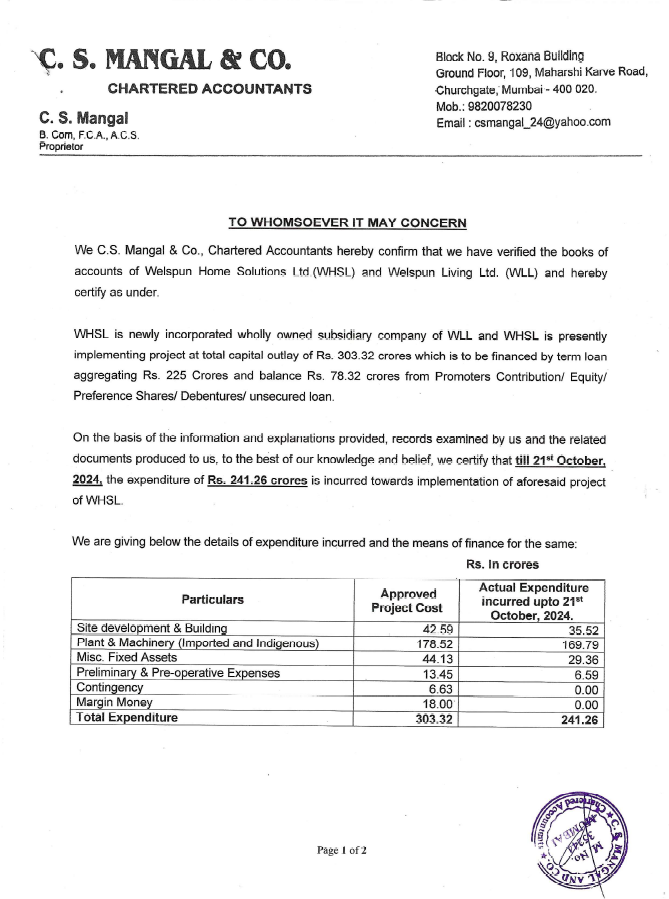 C. S. MANGAL & CO.
CHARTERED ACCOUNTANTS
C. S. Mangal
B. Com, F.C.A., A.C.S.
Proprietor
Block No. 9, Roxana Building
Ground Floor, 109, Maharshi Karve Road,
Churchgate, Mumbai - 400 020.
Mob.: 9820078230
Email : csmangal_24@yahoo.com
TO WHOMSOEVER IT MAY CONCERN
We C.S. Mangal & Co., Chartered Accountants hereby confirm that we have verified the books of
accounts of Welspun Home Solutions Ltd.(WHSL) and Welspun Living Ltd. (WLL) and hereby
certify as under.
WHSL is newly incorporated wholly owned subsidiary company of WLL and WHSL is presently
implementing project at total capital outlay of Rs. 303.32 crores which is to be financed by term loan
aggregating Rs. 225 Crores and balance Rs. 78.32 crores from Promoters Contribution/ Equity/
Preference Shares/ Debentures/ unsecured loan.
On the basis of the information and explanations provided, records examined by us and the related
documents produced to us, to the best of our knowledge and belief, we certify that till 21st October,
2024, the expenditure of Rs. 241.26 crores is incurred towards implementation of aforesaid project
of WHSL.
We are giving below the details of expenditure incurred and the means of finance for the same:
Rs. In crores
Particulars Approved Project Cost Actual Expenditure incurred upto 21st October, 2024.
Site development & Building 42.59 35.52
Plant & Machinery (Imported and Indigenous) 178.52 169.79
Misc. Fixed Assets 44.13 29.36
Preliminary & Pre-operative Expenses 13.45 6.59
Contingency 6.63 0.00
Margin Money 18.00 0.00
Total Expenditure 303.32 241.26
Page 1 of 2
C. S. MANGAL AND CO.
Chartered Accountants
MUMBAI
M. No.